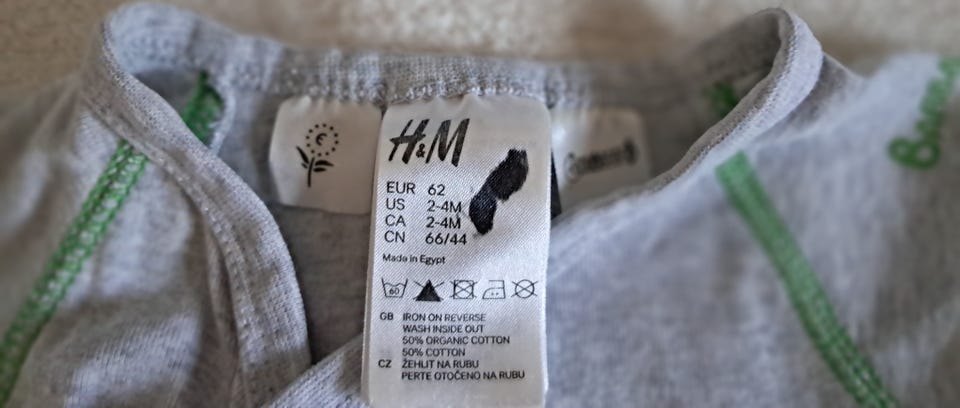 H&M
EUR 62
US 2-4M
CA 2-4M
CN 66/44
Made in Egypt
60
GB IRON ON REVERSE
WASH INSIDE OUT
50% ORGANIC COTTON
50% COTTON
CZ ŽEHLIT NA RUBU
PERTE OTOČENO NA RUBU